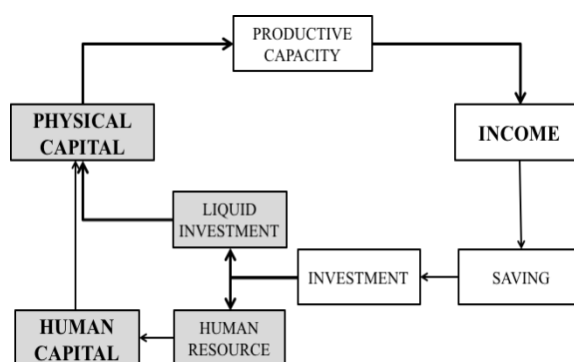 PRODUCTIVE
CAPACITY
PHYSICAL
CAPITAL
INCOME
LIQUID
INVESTMENT
INVESTMENT
SAVING
HUMAN
CAPITAL
HUMAN
RESOURCE